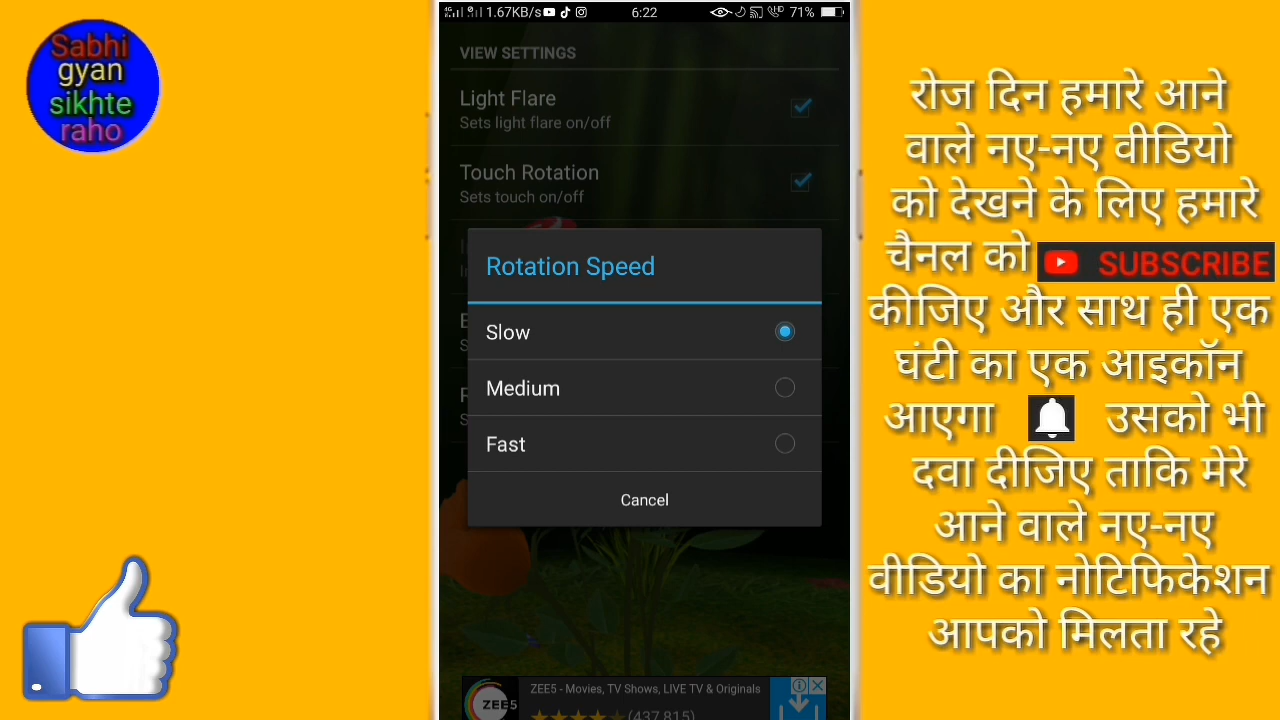 Sabhi
gyan
sikhte
raho
1.67KB/s 6:22 71%
VIEW SETTINGS
Light Flare
Sets light flare on/off
Touch Rotation
Sets touch on/off
Rotation Speed
Slow
Medium
Fast
Cancel
ZEE5 - Movies, TV Shows, LIVE TV & Originals
ZEE5
(437,815)
रोज दिन हमारे आने
वाले नए-नए वीडियो
को देखने के लिए हमारे
चैनल को SUBSCRIBE
कीजिए और साथ ही एक
घंटी का एक आइकॉन
आएगा उसको भी
दवा दीजिए ताकि मेरे
आने वाले नए-नए
वीडियो का नोटिफिकेशन
आपको मिलता रहे